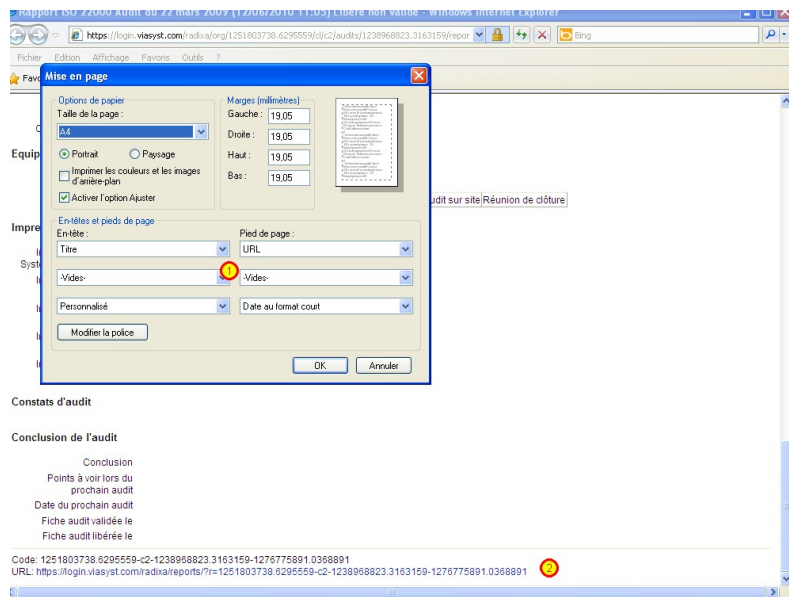 Rapport ISO 22000 Audit du 22 mars 2009 (12/06/2010 11:05) Libéré non validé - Windows Internet Explorer
https://login.viasyst.com/radixa/org/1251803738.6295559/cl/c2/audits/1238968823.3163159/repor
Bing
Fichier Edition Affichage Favoris Outils ?
Favo
Mise en page
Options de papier
Taille de la page :
A4
Portrait Paysage
Imprimer les couleurs et les images
d'arrière-plan
Activer l'option Ajuster
Marges (millimètres)
Gauche : 19,05
Droite : 19,05
Haut : 19,05
Bas : 19,05
Equip
udit sur site Réunion de clôture
Impre
Syst
En-têtes et pieds de page
En-tête : Pied de page :
Titre URL
1
-Vides- -Vides-
Personnalisé Date au format court
Modifier la police
OK Annuler
Constats d'audit
Conclusion de l'audit
Conclusion
Points à voir lors du
prochain audit
Date du prochain audit
Fiche audit validée le
Fiche audit libérée le
Code: 1251803738.6295559-c2-1238968823.3163159-1276775891.0368891
URL: https://login.viasyst.com/radixa/reports/?r=1251803738.6295559-c2-1238968823.3163159-1276775891.0368891 2